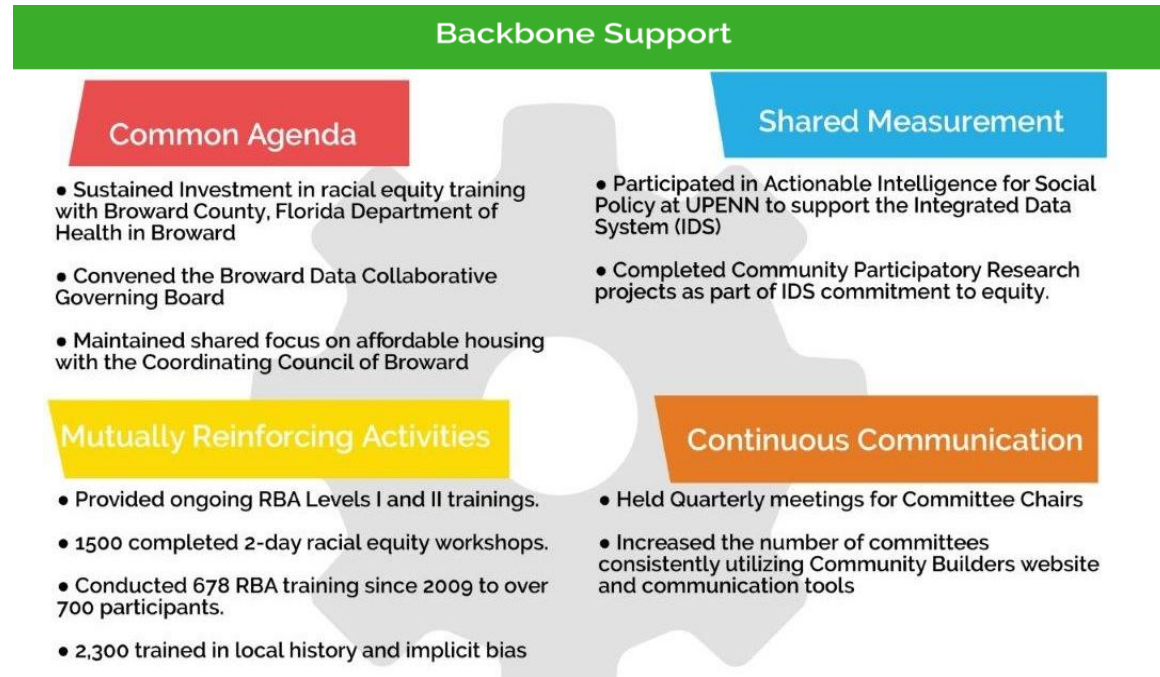 Backbone Support
Common Agenda
● Sustained Investment in racial equity training
with Broward County, Florida Department of
Health in Broward
● Convened the Broward Data Collaborative
Governing Board
● Maintained shared focus on affordable housing
with the Coordinating Council of Broward
Shared Measurement
● Participated in Actionable Intelligence for Social
Policy at UPENN to support the Integrated Data
System (IDS)
● Completed Community Participatory Research
projects as part of IDS commitment to equity.
Mutually Reinforcing Activities
● Provided ongoing RBA Levels I and II trainings.
● 1500 completed 2-day racial equity workshops.
● Conducted 678 RBA training since 2009 to over
700 participants.
● 2,300 trained in local history and implicit bias
Continuous Communication
● Held Quarterly meetings for Committee Chairs
● Increased the number of committees
consistently utilizing Community Builders website
and communication tools